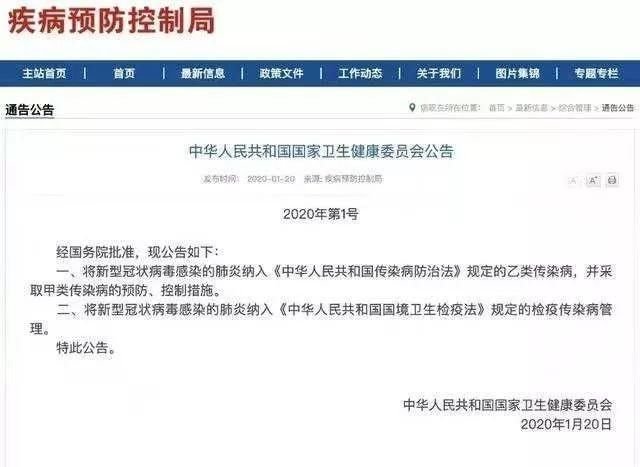 疾病预防控制局
主站首页 | 首页 | 最新信息 | 政策文件 | 工作动态 | 关于我们 | 图片集锦 | 专题专栏
通告公告
您现在所在位置： 首页 > 最新信息 > 综合管理 > 通告公告
中华人民共和国国家卫生健康委员会公告
发布时间： 2020-01-20 来源: 疾病预防控制局
A- A+
2020年第1号
经国务院批准，现公告如下：
一、将新型冠状病毒感染的肺炎纳入《中华人民共和国传染病防治法》规定的乙类传染病，并采
取甲类传染病的预防、控制措施。
二、将新型冠状病毒感染的肺炎纳入《中华人民共和国国境卫生检疫法》规定的检疫传染病管
理。
特此公告。
中华人民共和国国家卫生健康委员会
2020年1月20日